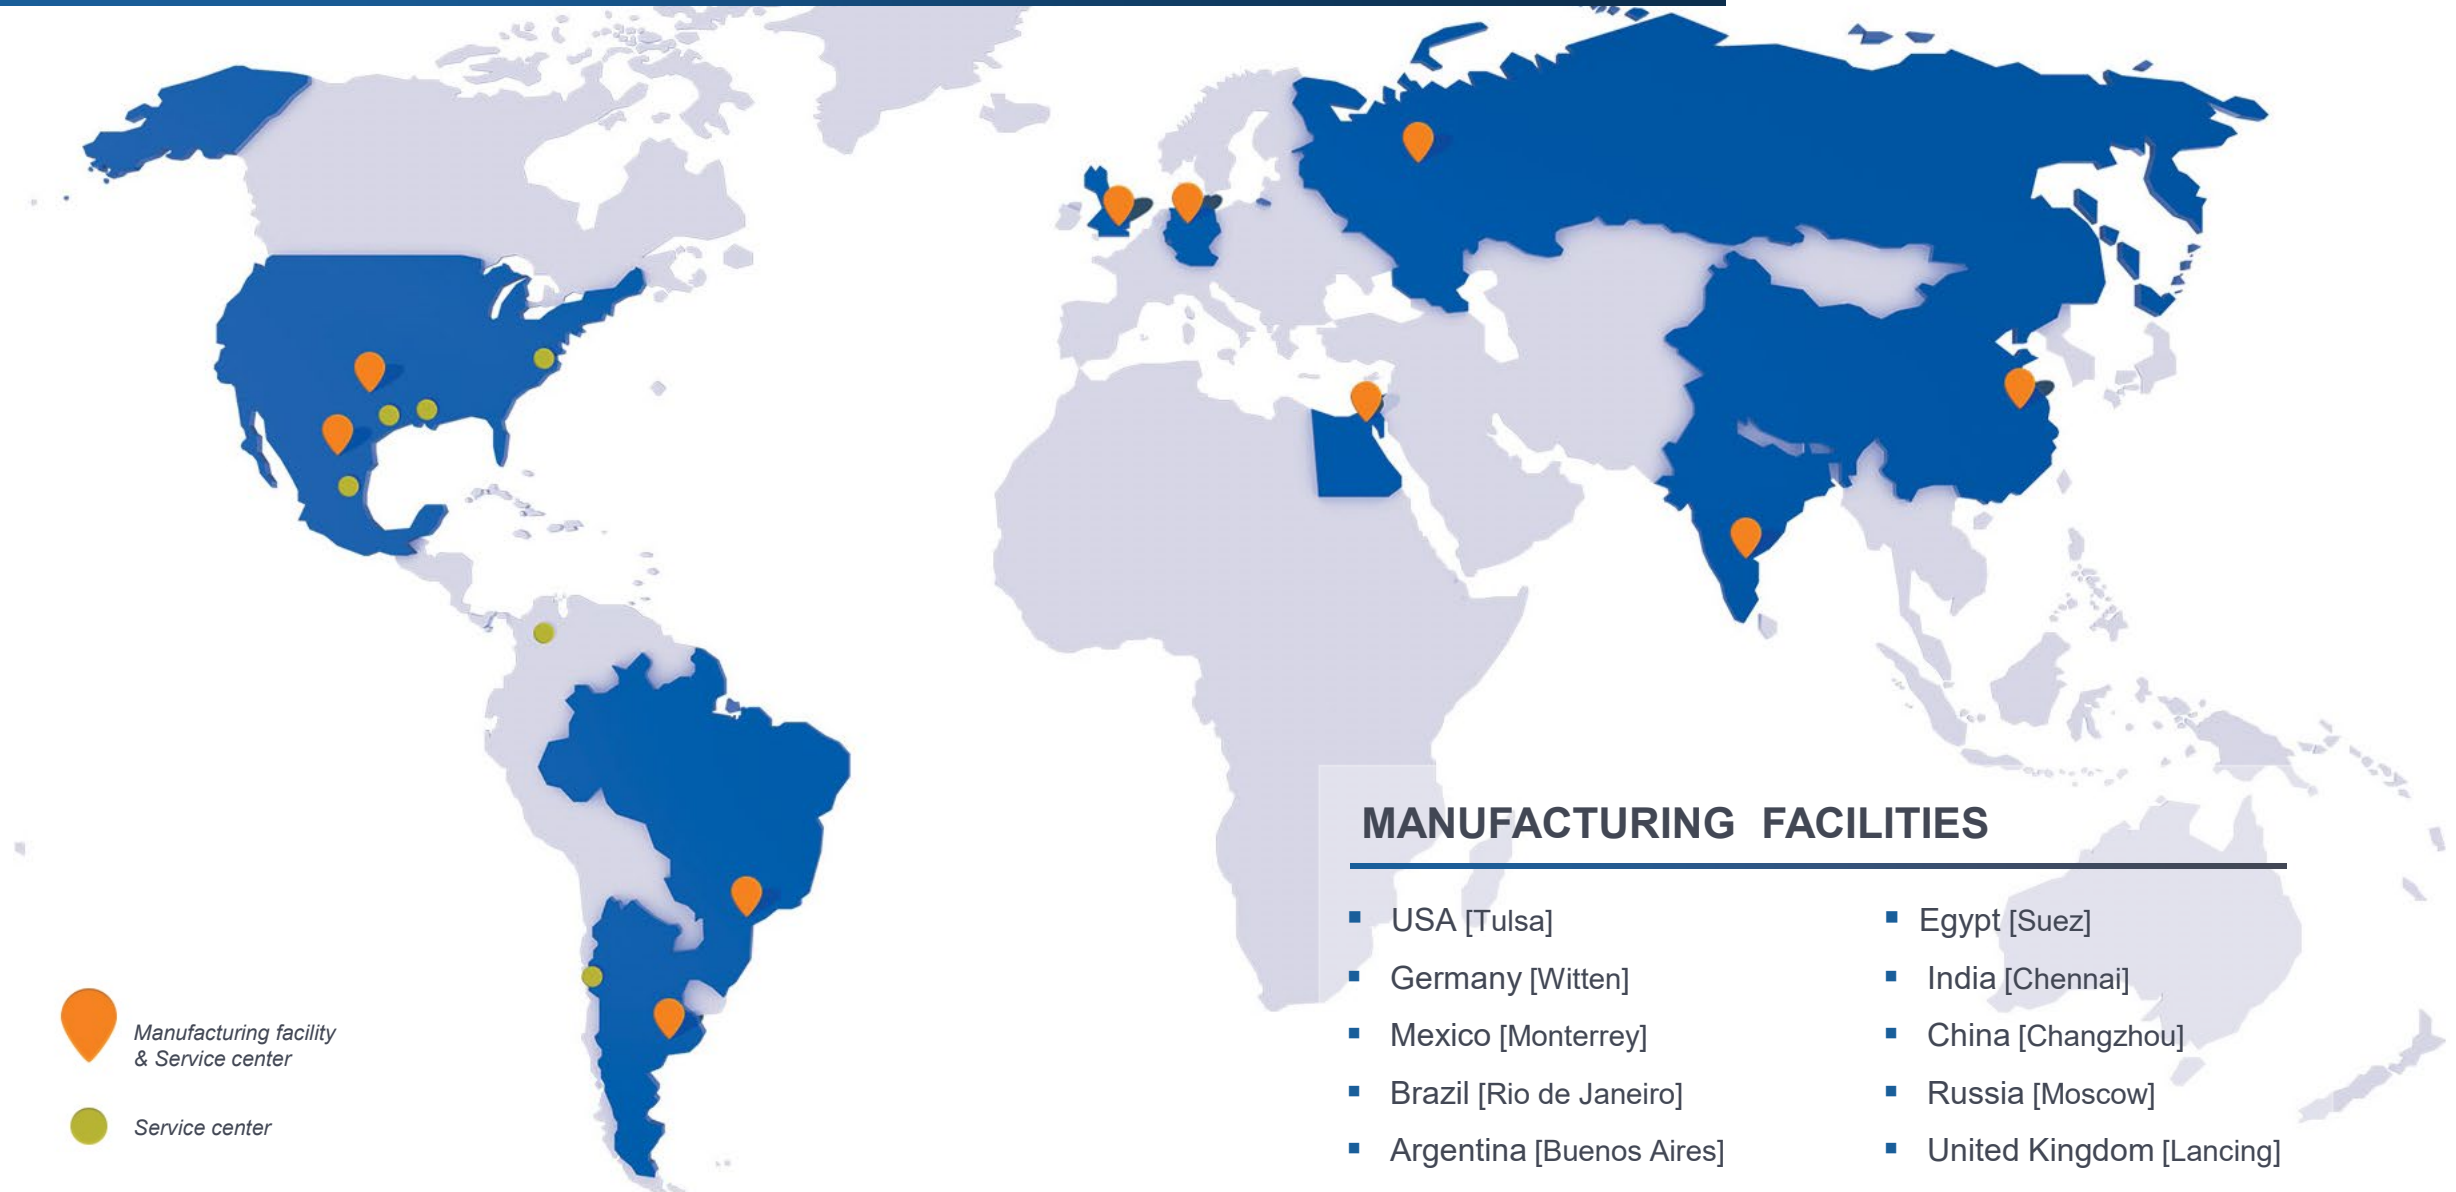 MANUFACTURING FACILITIES
USA [Tulsa]
Germany [Witten]
Mexico [Monterrey]
Brazil [Rio de Janeiro]
Argentina [Buenos Aires]
Egypt [Suez]
India [Chennai]
China [Changzhou]
Russia [Moscow]
United Kingdom [Lancing]
Manufacturing facility
& Service center
Service center